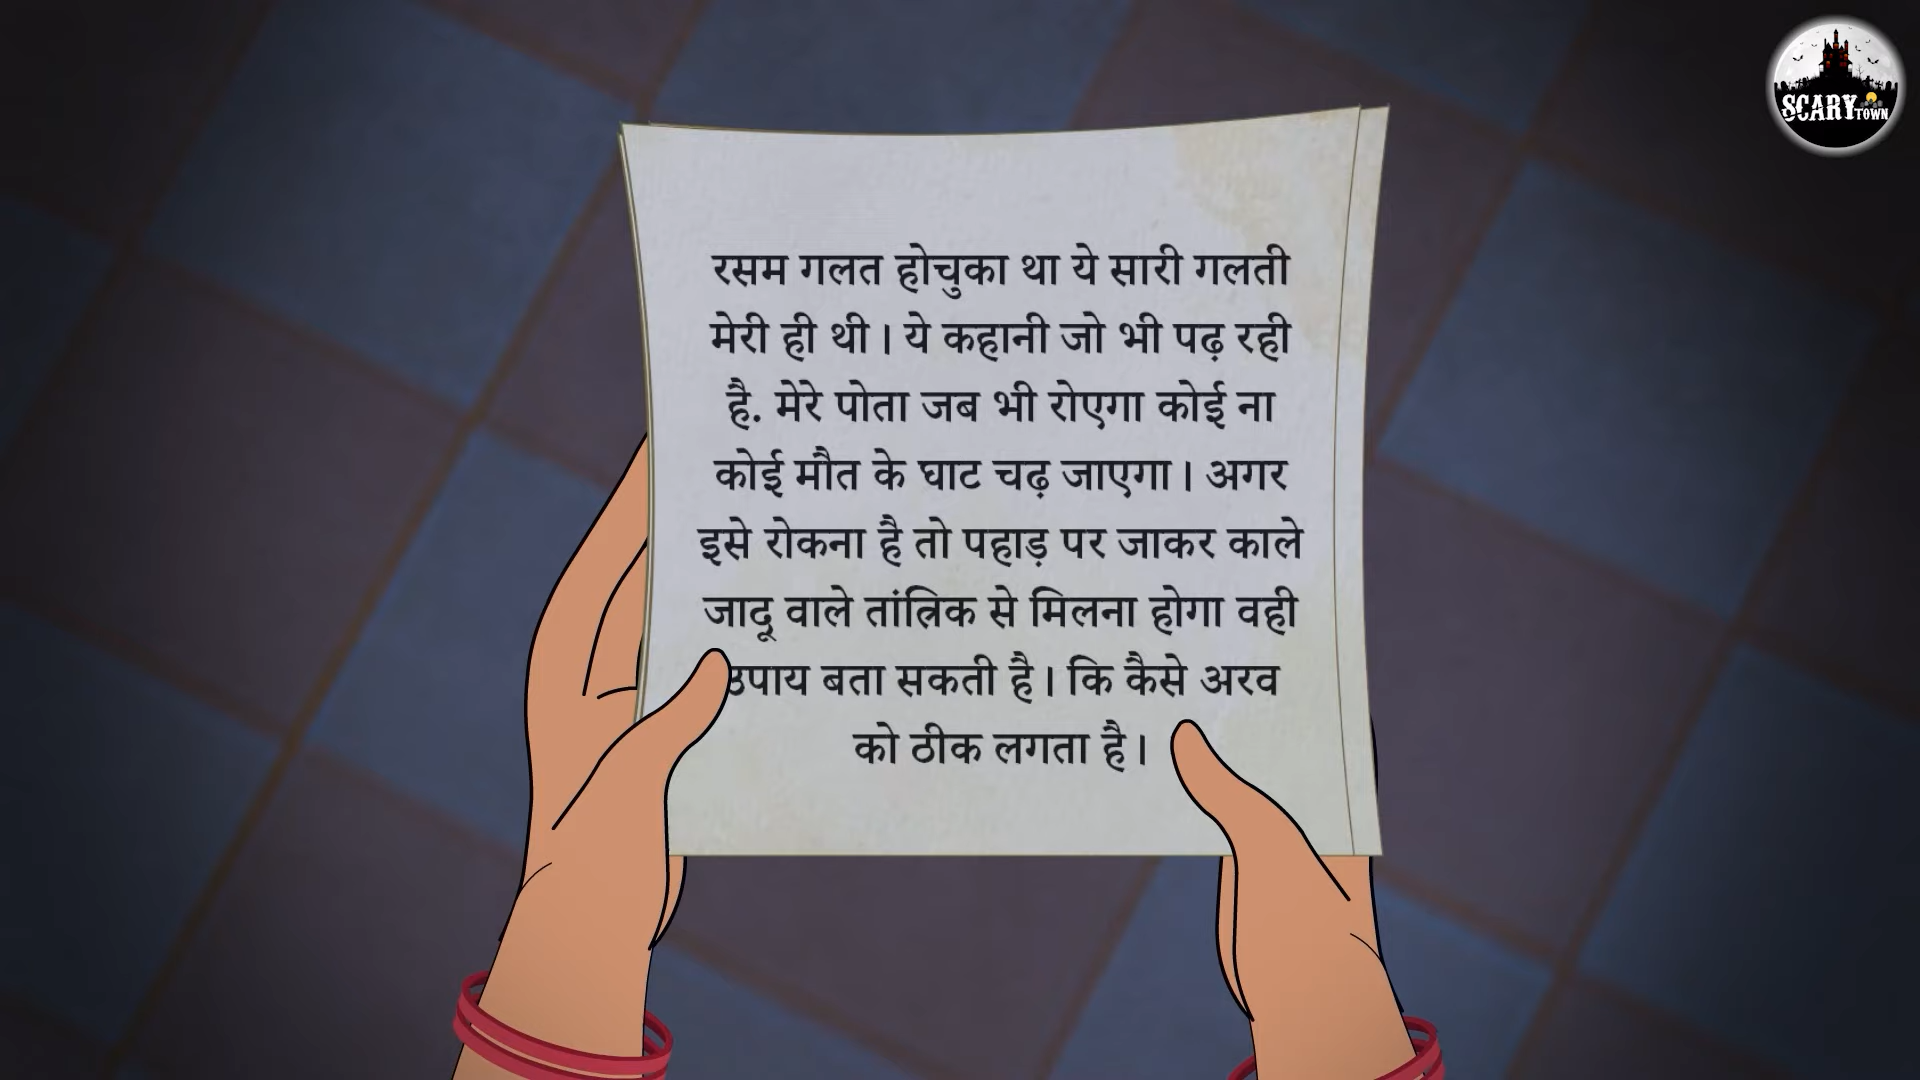 SCARY TOWN
रसम गलत होचुका था ये सारी गलती
मेरी ही थी। ये कहानी जो भी पढ़ रही
है. मेरे पोता जब भी रोएगा कोई ना
कोई मौत के घाट चढ़ जाएगा। अगर
इसे रोकना है तो पहाड़ पर जाकर काले
जादू वाले तांत्रिक से मिलना होगा वही
उपाय बता सकती है। कि कैसे अरव
को ठीक लगता है।